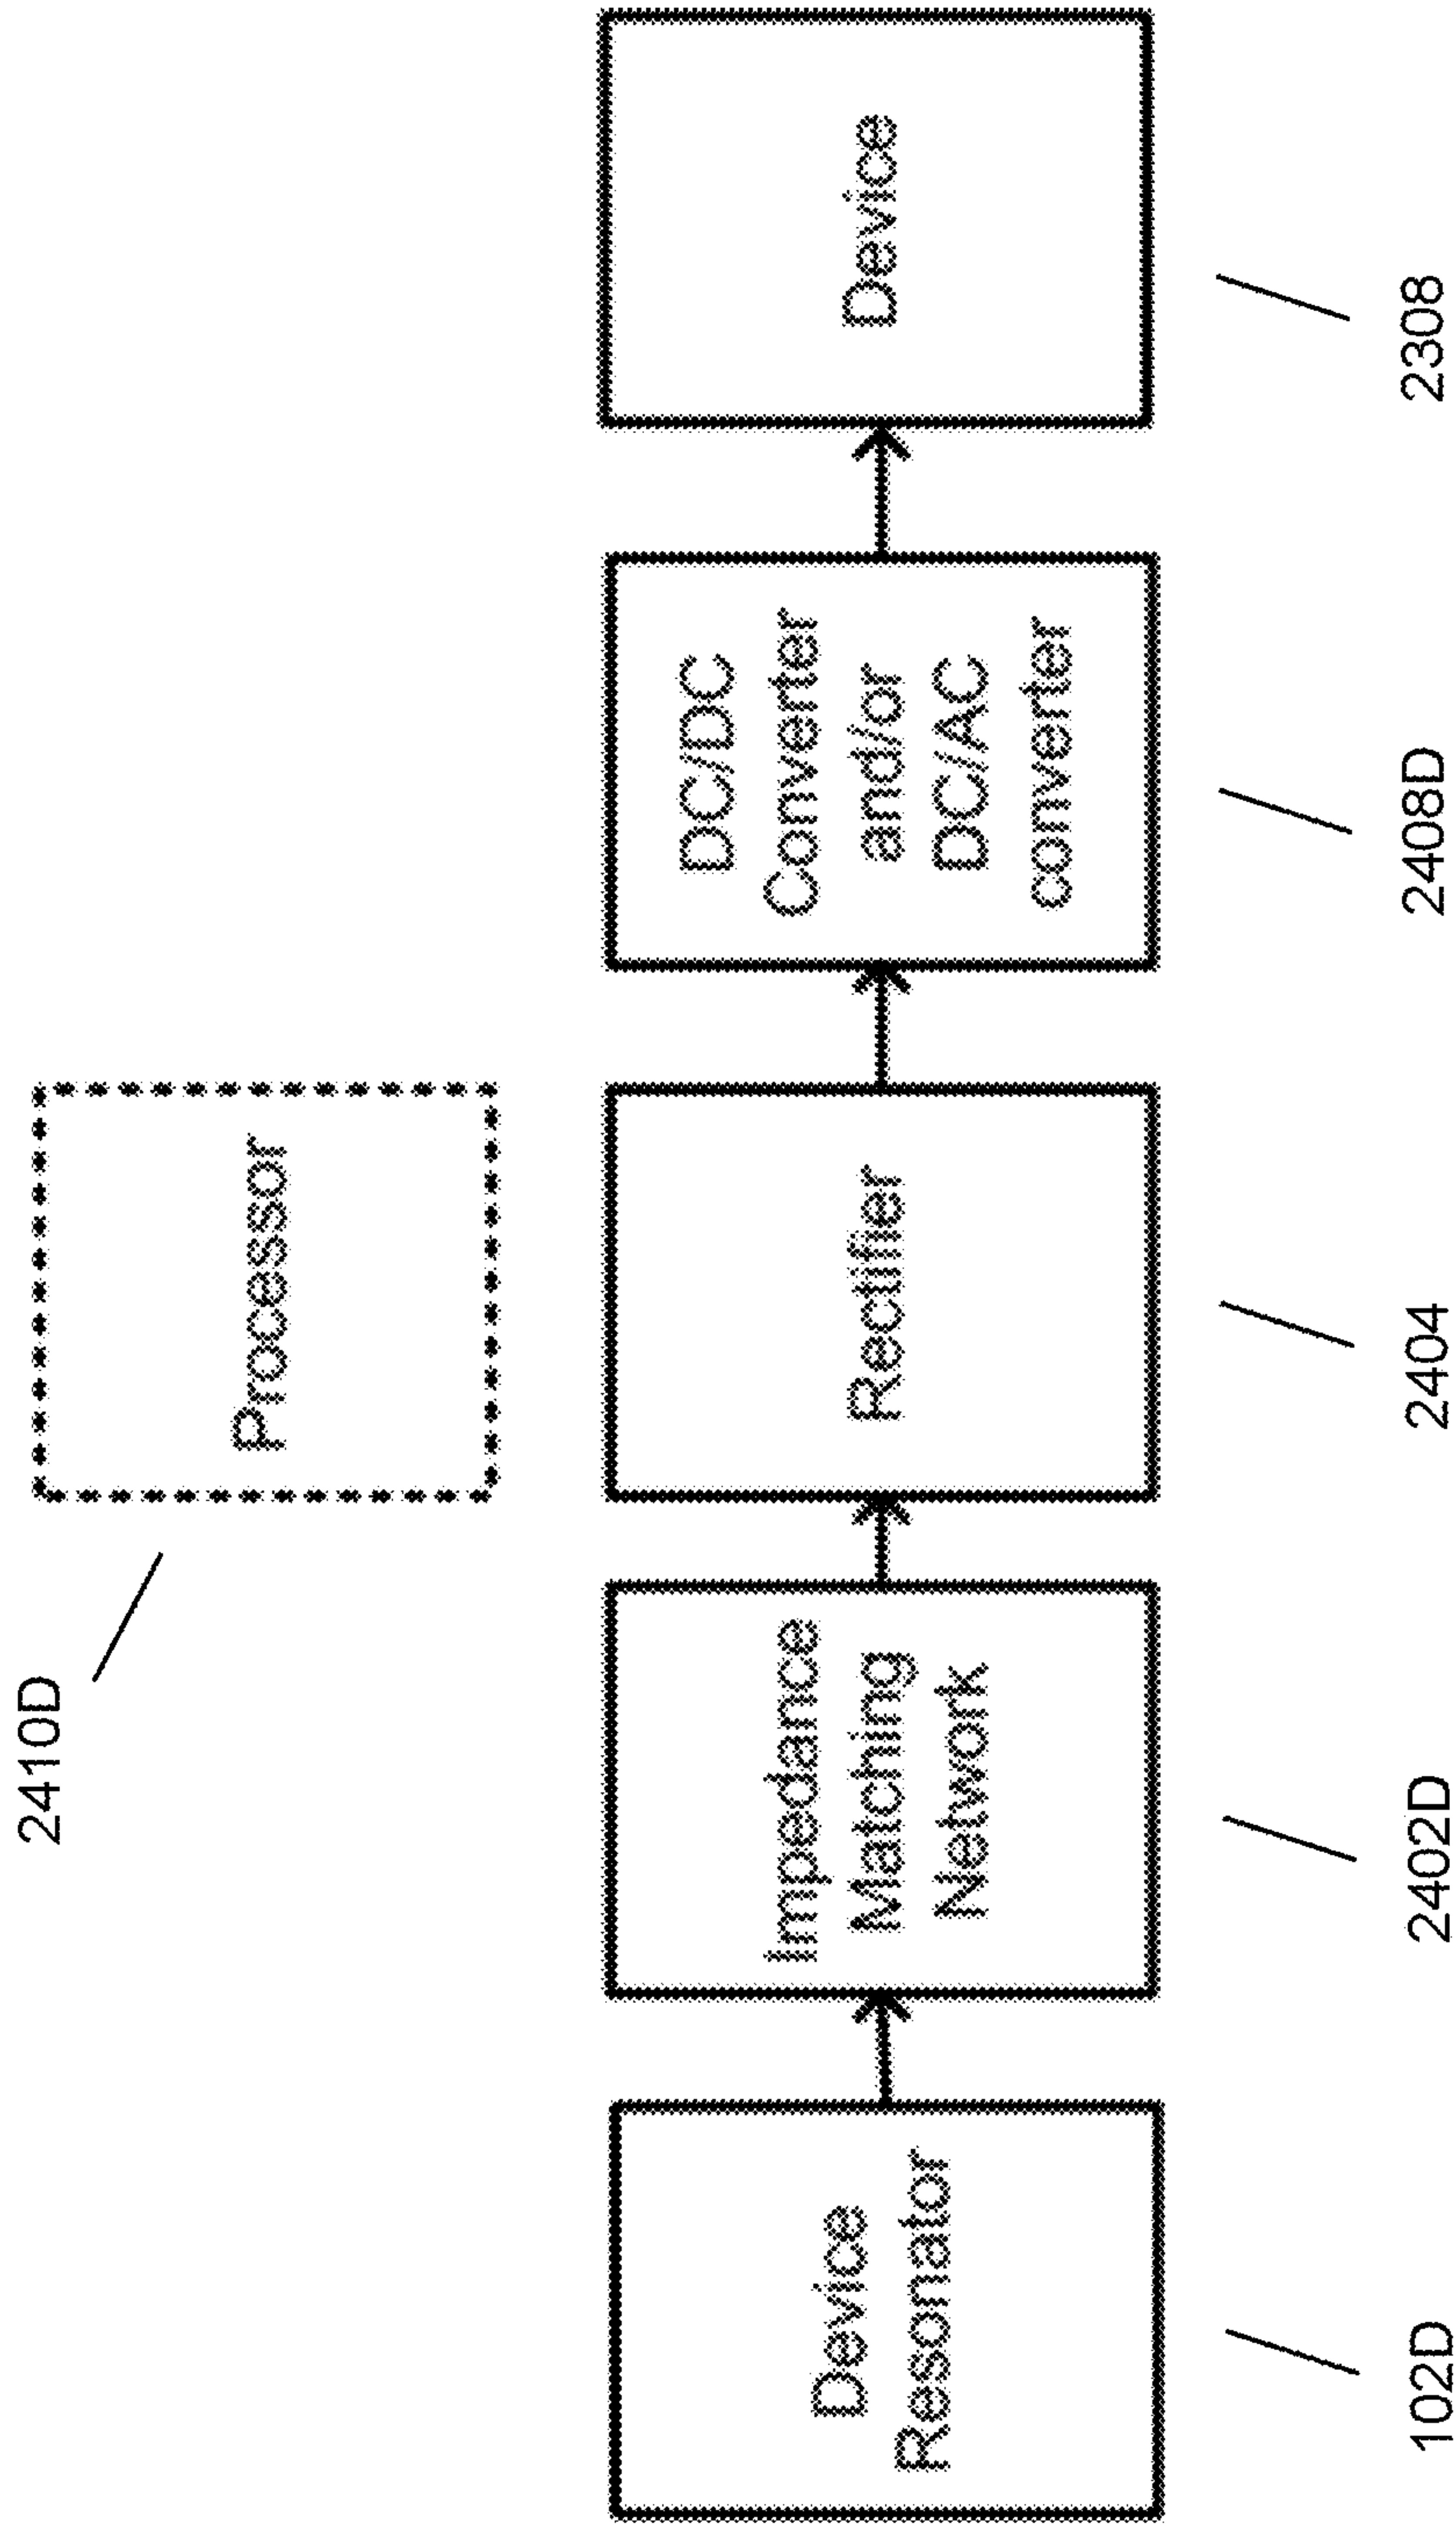 2410D
Processor
Device
Resonator
Impedance
Matching
Network
Rectifier
DC/DC
Converter
and/or
DC/AC
converter
Device
102D
2402D
2404
2408D
2308